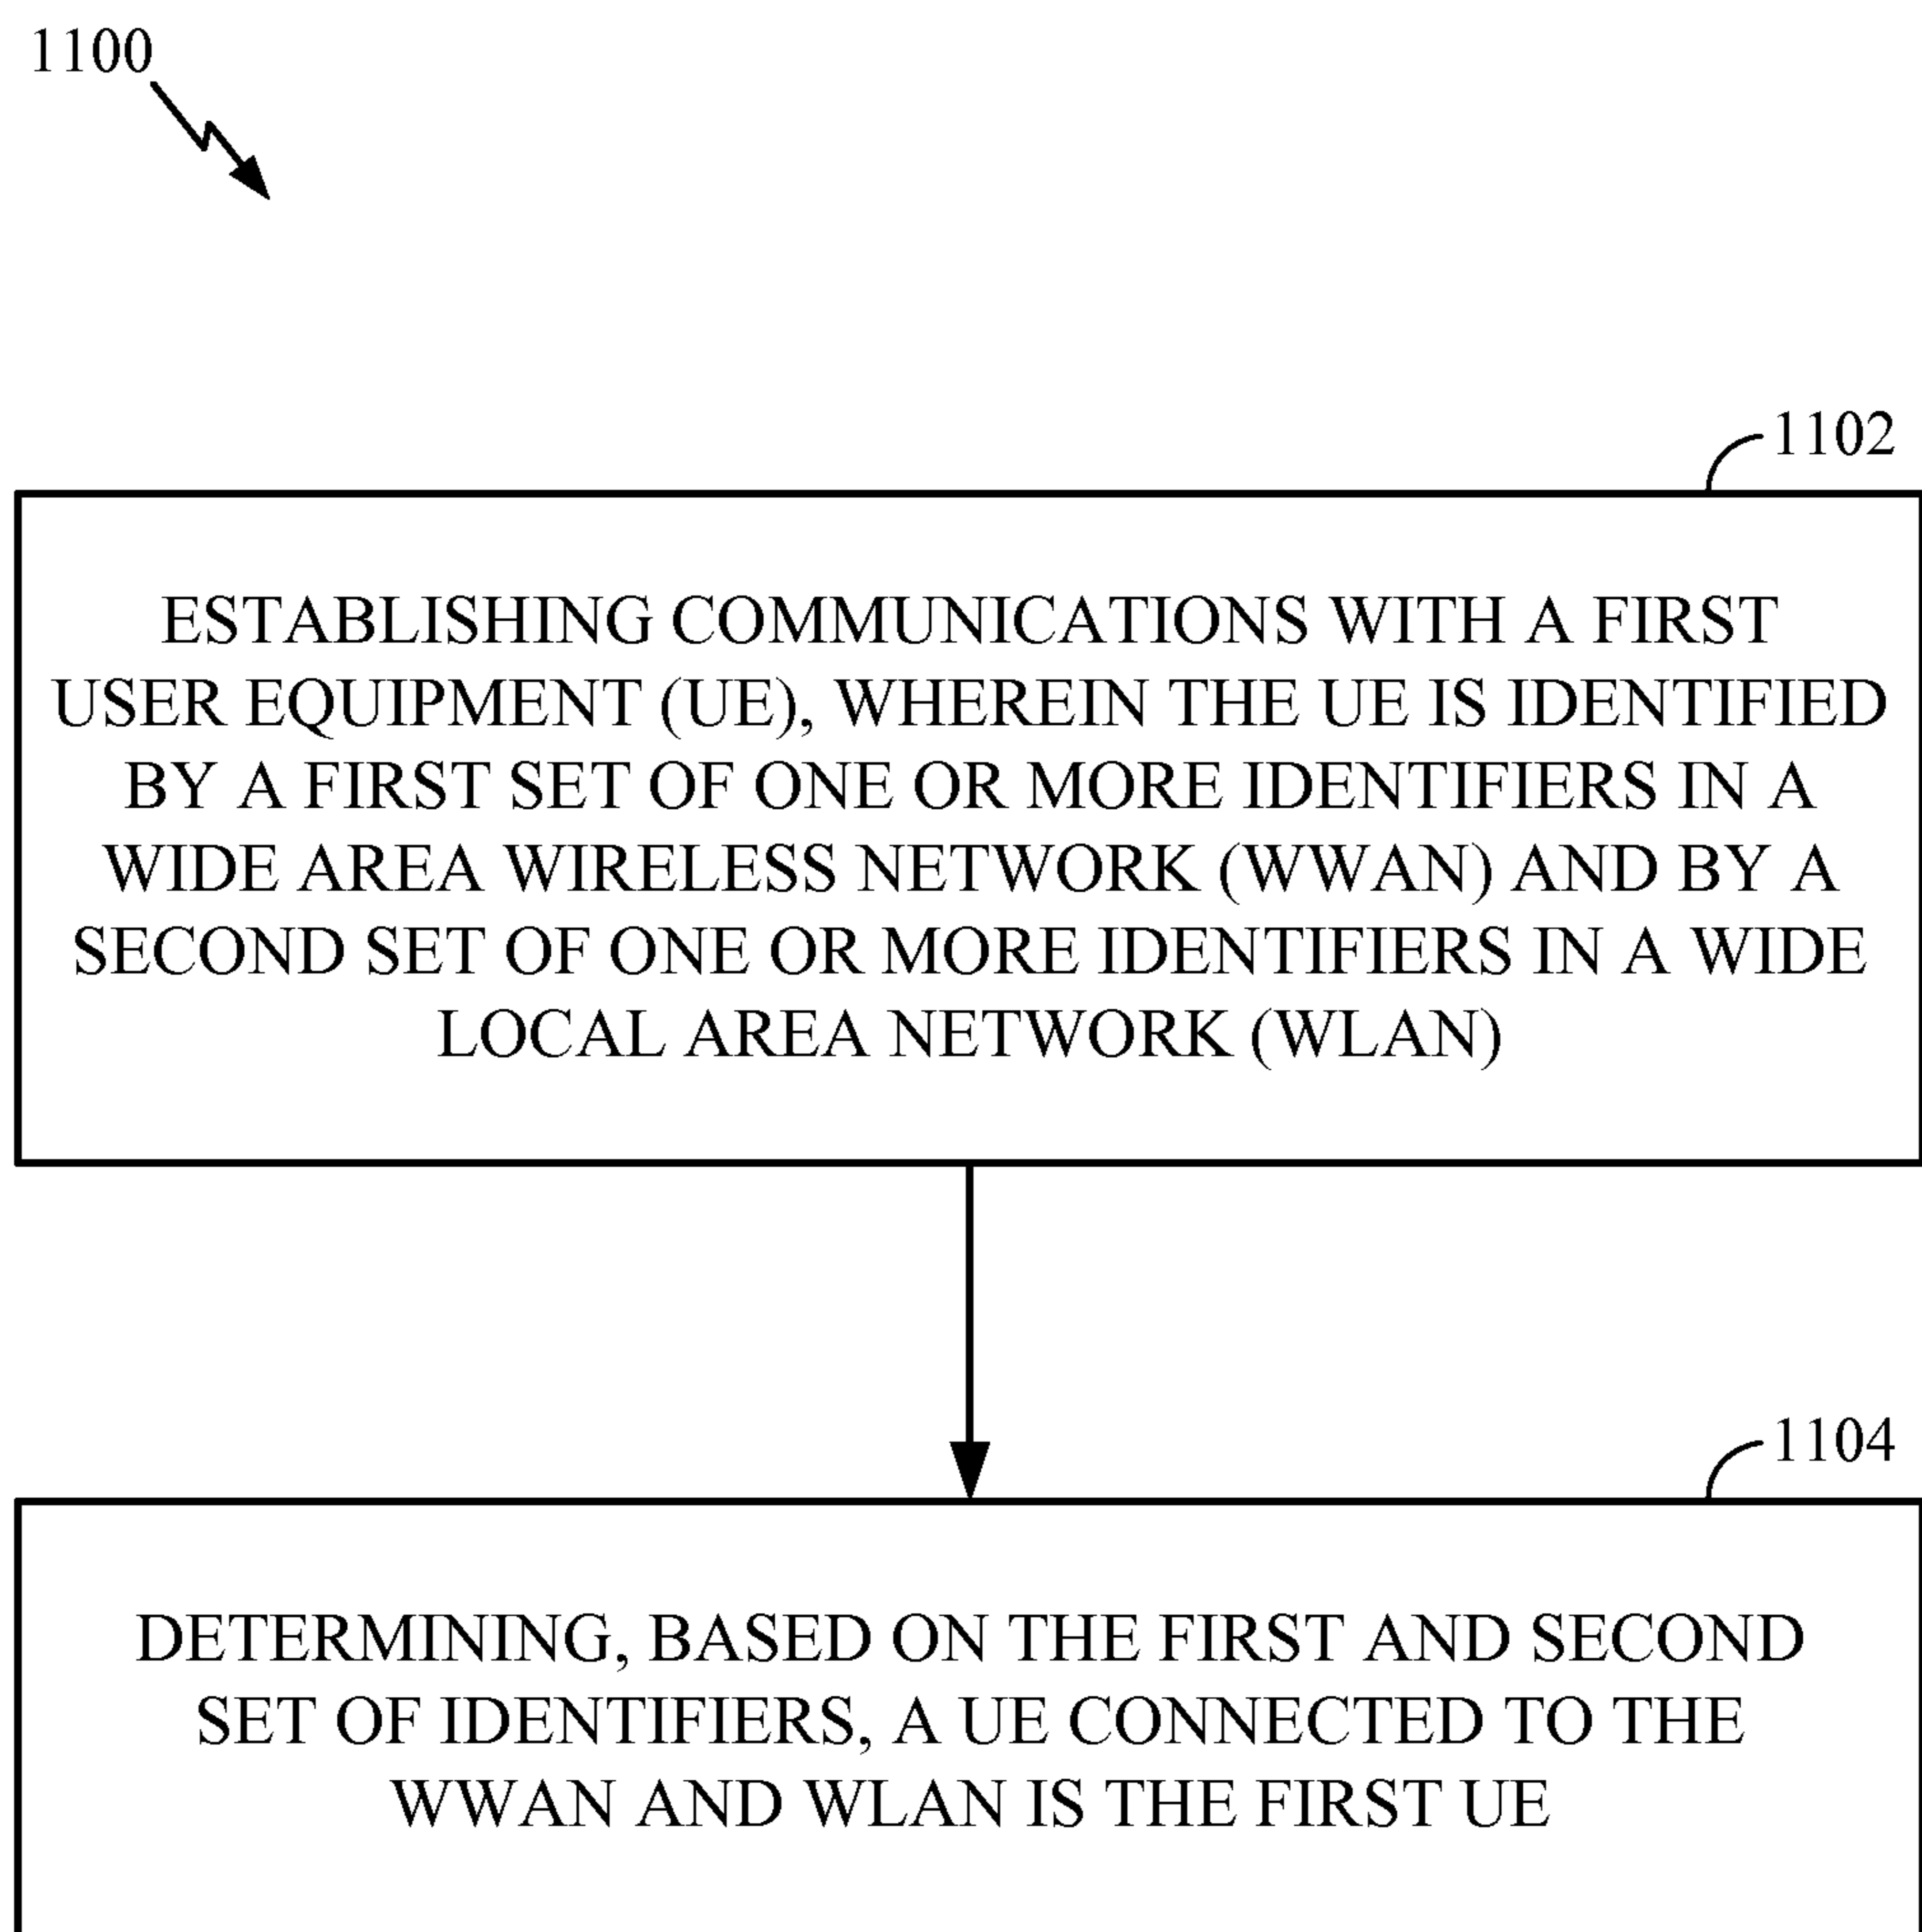 1100
1102
ESTABLISHING COMMUNICATIONS WITH A FIRST
USER EQUIPMENT (UE), WHEREIN THE UE IS IDENTIFIED
BY A FIRST SET OF ONE OR MORE IDENTIFIERS IN A
WIDE AREA WIRELESS NETWORK (WWAN) AND BY A
SECOND SET OF ONE OR MORE IDENTIFIERS IN A WIDE
LOCAL AREA NETWORK (WLAN)
1104
DETERMINING, BASED ON THE FIRST AND SECOND
SET OF IDENTIFIERS, A UE CONNECTED TO THE
WWAN AND WLAN IS THE FIRST UE